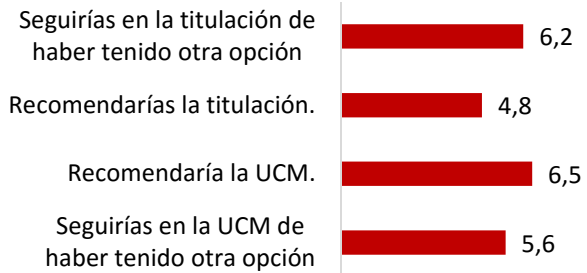 Seguirías en la titulación de
haber tenido otra opción
6,2
Recomendarías la titulación.
4,8
Recomendaría la UCM.
6,5
Seguirías en la UCM de
haber tenido otra opción
5,6